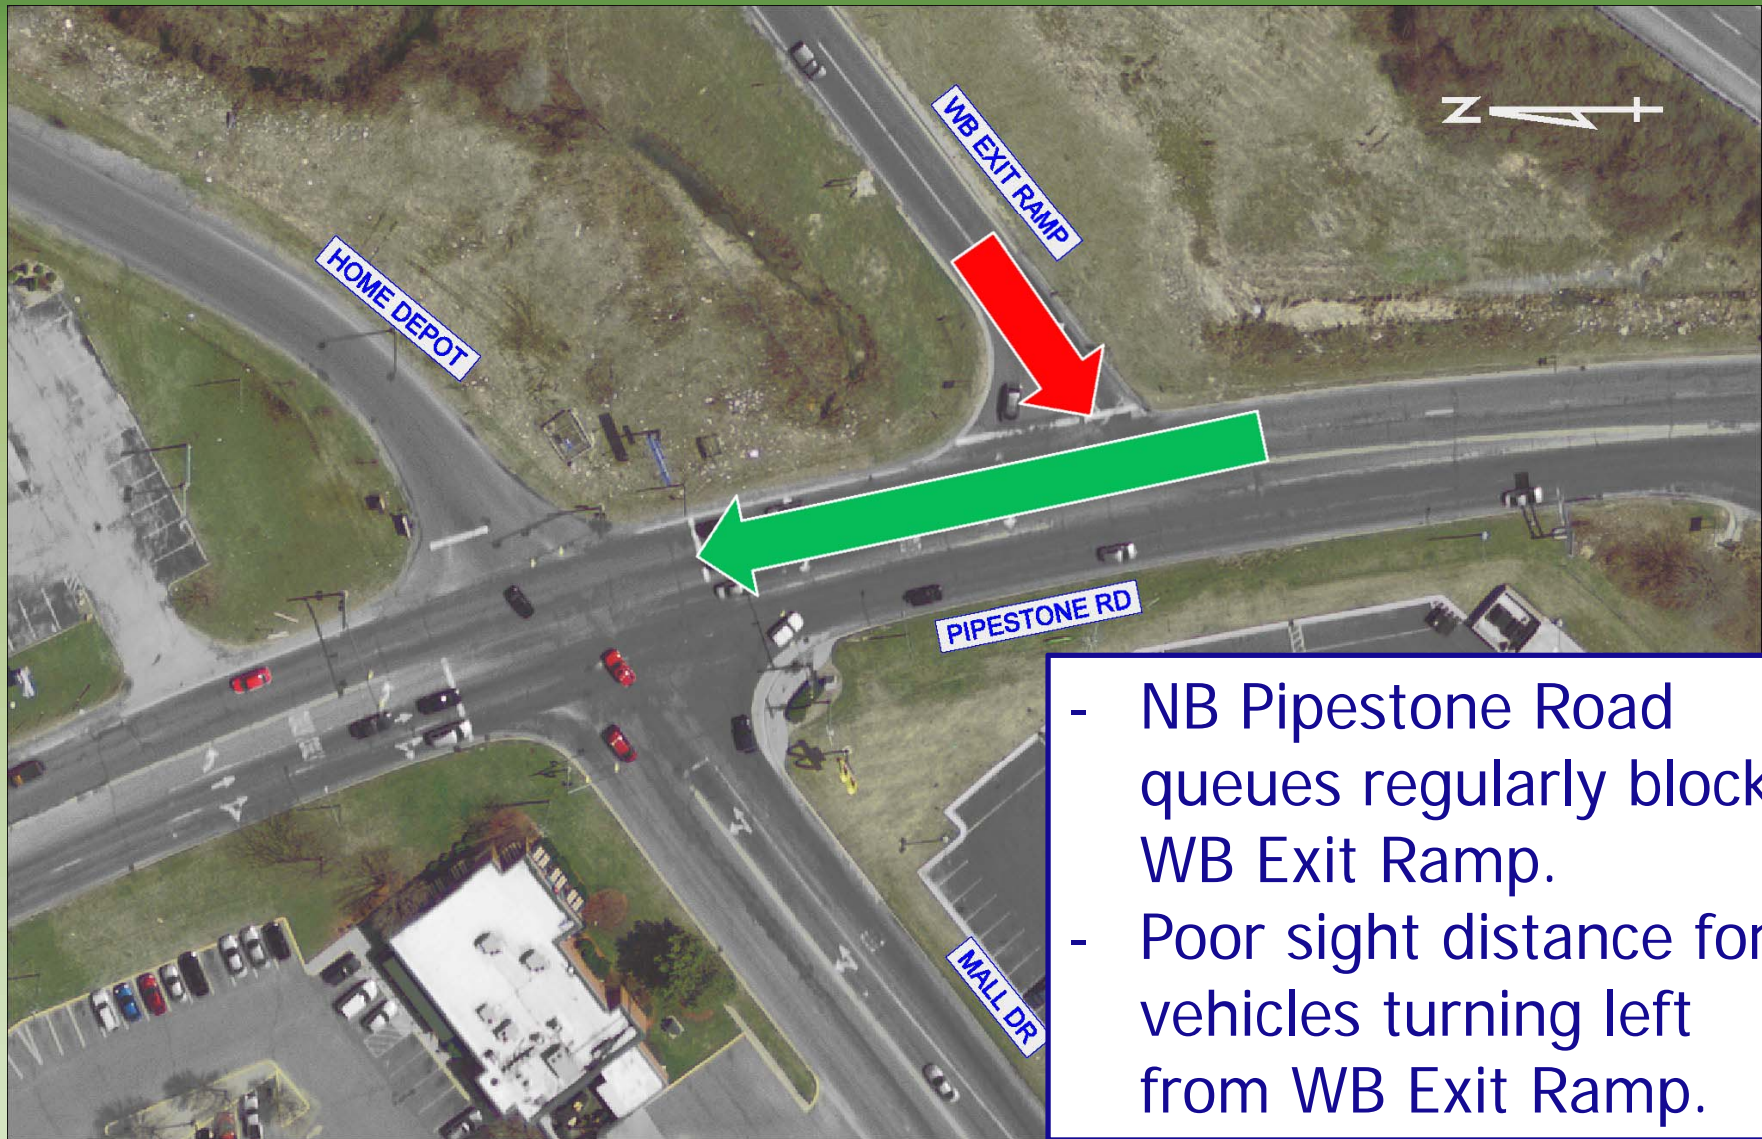 WB EXIT RAMP
Z
HOME DEPOT
PIPESTONE RD
MALL DR
- NB Pipestone Road
queues regularly block
WB Exit Ramp.
- Poor sight distance for
vehicles turning left
from WB Exit Ramp.